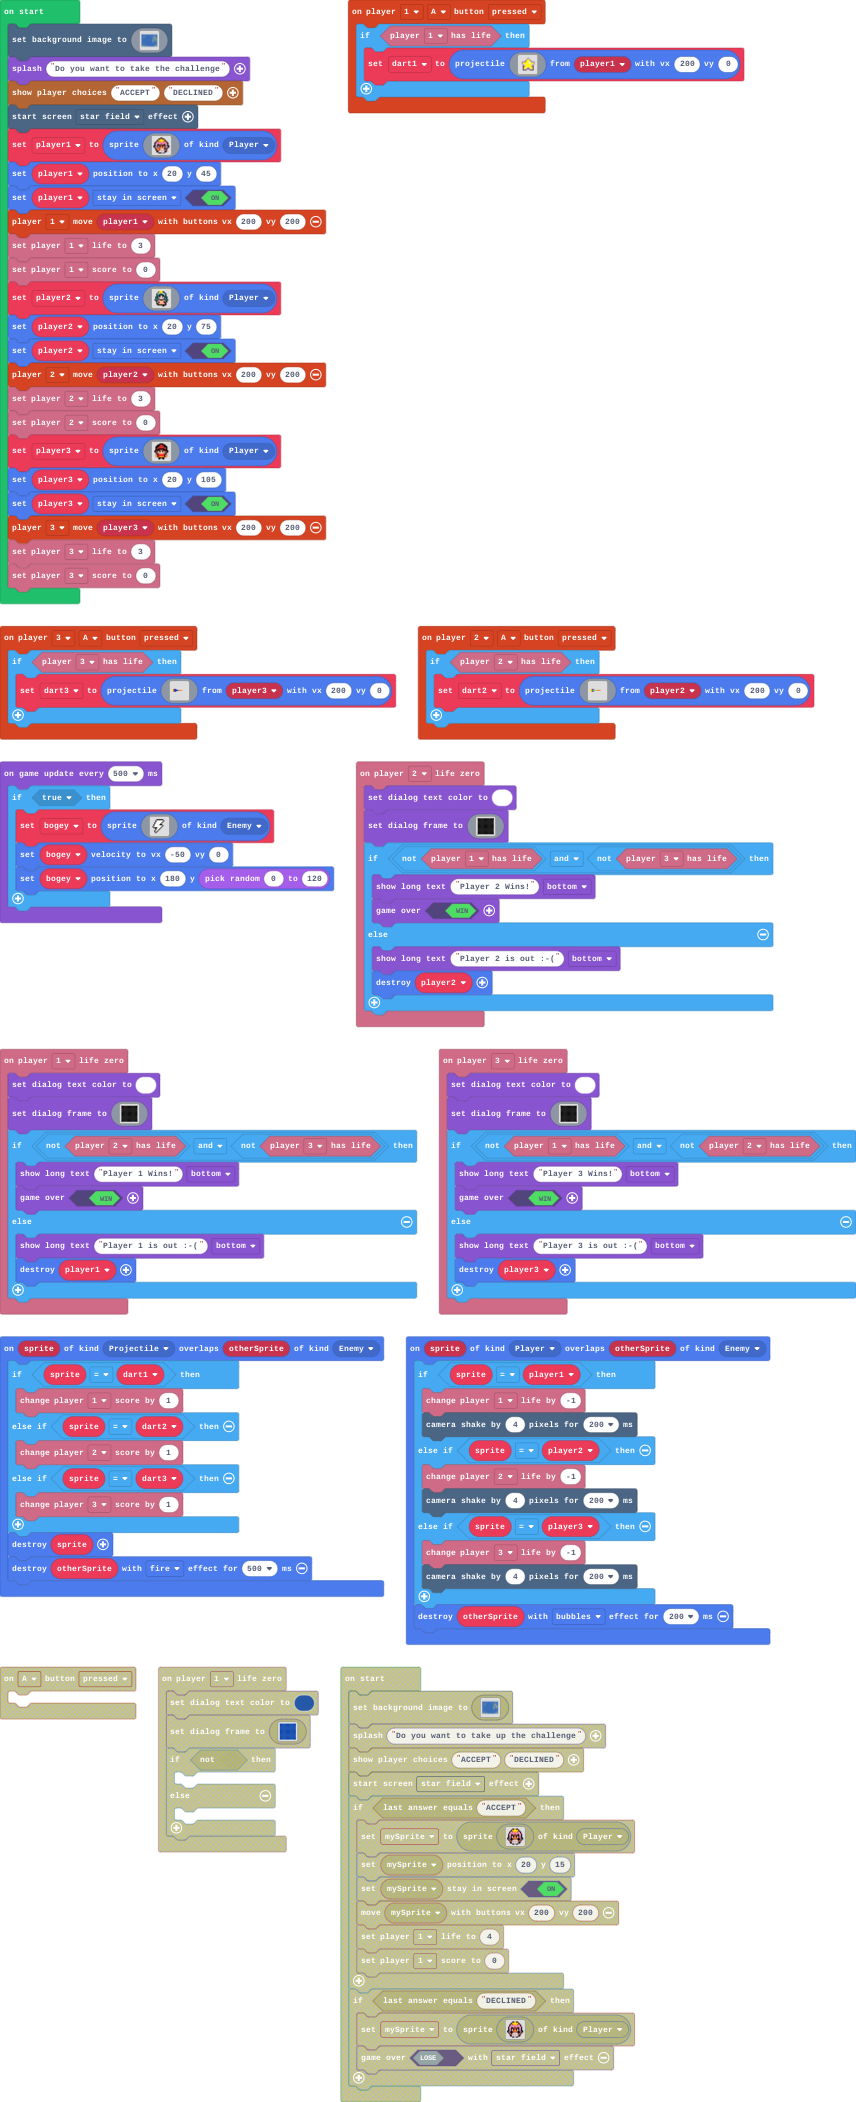 on start
set background image to
splash "Do you want to take the challenge"
show player choices "ACCEPT" "DECLINED"
start screen star field effect
set player1 to sprite of kind Player
set player1 position to x 20 y 45
set player1 stay in screen ON
player 1 move player1 with buttons vx 200 vy 200
set player 1 life to 3
set player 1 score to 0
set player2 to sprite of kind Player
set player2 position to x 20 y 75
set player2 stay in screen ON
player 2 move player2 with buttons vx 200 vy 200
set player 2 life to 3
set player 2 score to 0
set player3 to sprite of kind Player
set player3 position to x 20 y 105
set player3 stay in screen ON
player 3 move player3 with buttons vx 200 vy 200
set player 3 life to 3
set player 3 score to 0
on player 1 A button pressed
if player 1 has life then
set dart1 to projectile from player1 with vx 200 vy 0
on player 3 A button pressed
if player 3 has life then
set dart3 to projectile from player3 with vx 200 vy 0
on player 2 A button pressed
if player 2 has life then
set dart2 to projectile from player2 with vx 200 vy 0
on game update every 500 ms
if true then
set bogey to sprite of kind Enemy
set bogey velocity to vx -50 vy 0
set bogey position to x 180 y pick random 0 to 120
on player 2 life zero
set dialog text color to
set dialog frame to
if not player 1 has life and not player 3 has life then
show long text "Player 2 Wins!" bottom
game over WIN
else
show long text "Player 2 is out :-(" bottom
destroy player2
on player 1 life zero
set dialog text color to
set dialog frame to
if not player 2 has life and not player 3 has life then
show long text "Player 1 Wins!" bottom
game over WIN
else
show long text "Player 1 is out :-(" bottom
destroy player1
on player 3 life zero
set dialog text color to
set dialog frame to
if not player 1 has life and not player 2 has life then
show long text "Player 3 Wins!" bottom
game over WIN
else
show long text "Player 3 is out :-(" bottom
destroy player3
on sprite of kind Projectile overlaps otherSprite of kind Enemy
if sprite = dart1 then
change player 1 score by 1
else if sprite = dart2 then
change player 2 score by 1
else if sprite = dart3 then
change player 3 score by 1
destroy sprite
destroy otherSprite with fire effect for 500 ms
on sprite of kind Player overlaps otherSprite of kind Enemy
if sprite = player1 then
change player 1 life by -1
camera shake by 4 pixels for 200 ms
else if sprite = player2 then
change player 2 life by -1
camera shake by 4 pixels for 200 ms
else if sprite = player3 then
change player 3 life by -1
camera shake by 4 pixels for 200 ms
destroy otherSprite with bubbles effect for 200 ms
on A button pressed
on player 1 life zero
set dialog text color to
set dialog frame to
if not then
else
on start
set background image to
splash "Do you want to take up the challenge"
show player choices "ACCEPT" "DECLINED"
start screen star field effect
if last answer equals "ACCEPT" then
set mySprite to sprite of kind Player
set mySprite position to x 20 y 15
set mySprite stay in screen ON
move mySprite with buttons vx 200 vy 200
set player 1 life to 4
set player 1 score to 0
if last answer equals "DECLINED" then
set mySprite to sprite of kind Player
game over LOSE with star field effect